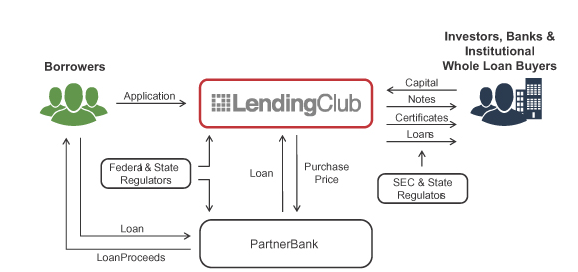 Investors, Banks &
Institutional
Whole Loan Buyers
Borrowers
Application
LendingClub
Capital
Notes
Certificates
Loans
Federal & State
Regulators
Loan
Purchase
Price
SEC & State
Regulators
Loan
LoanProceeds
PartnerBank